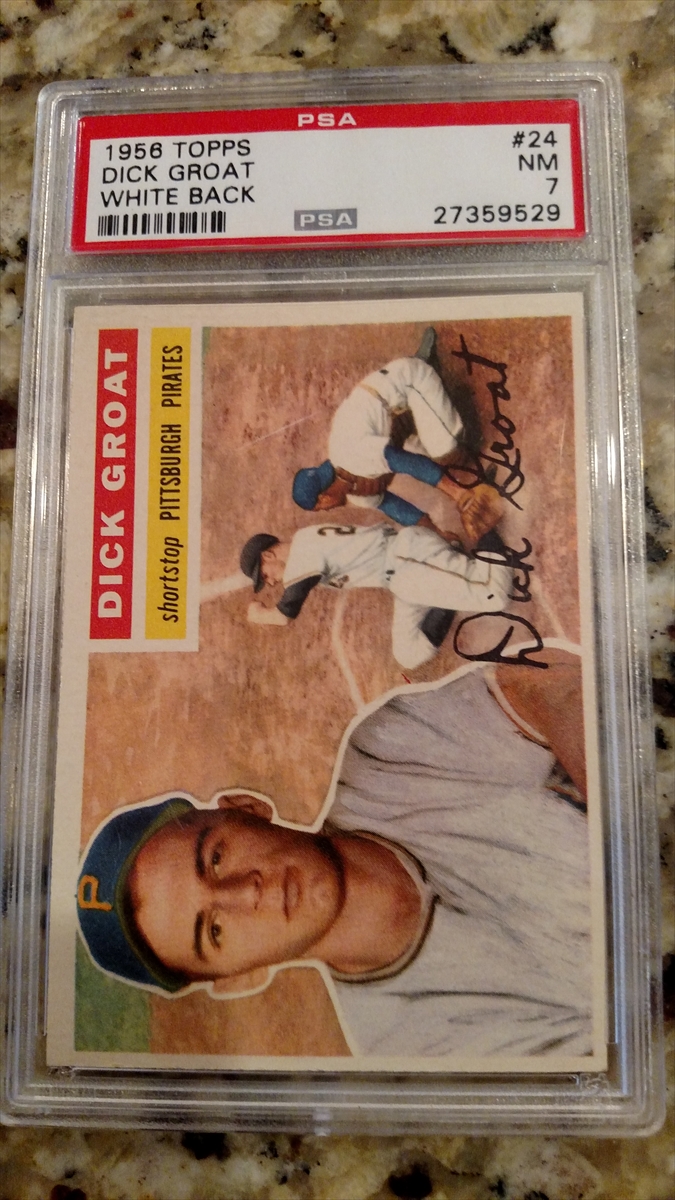 PSA
1956 TOPPS #24
DICK GROAT NM
WHITE BACK 7
PSA 27359529
DICK GROAT
shortstop PITTSBURGH PIRATES
Dick Groat
P